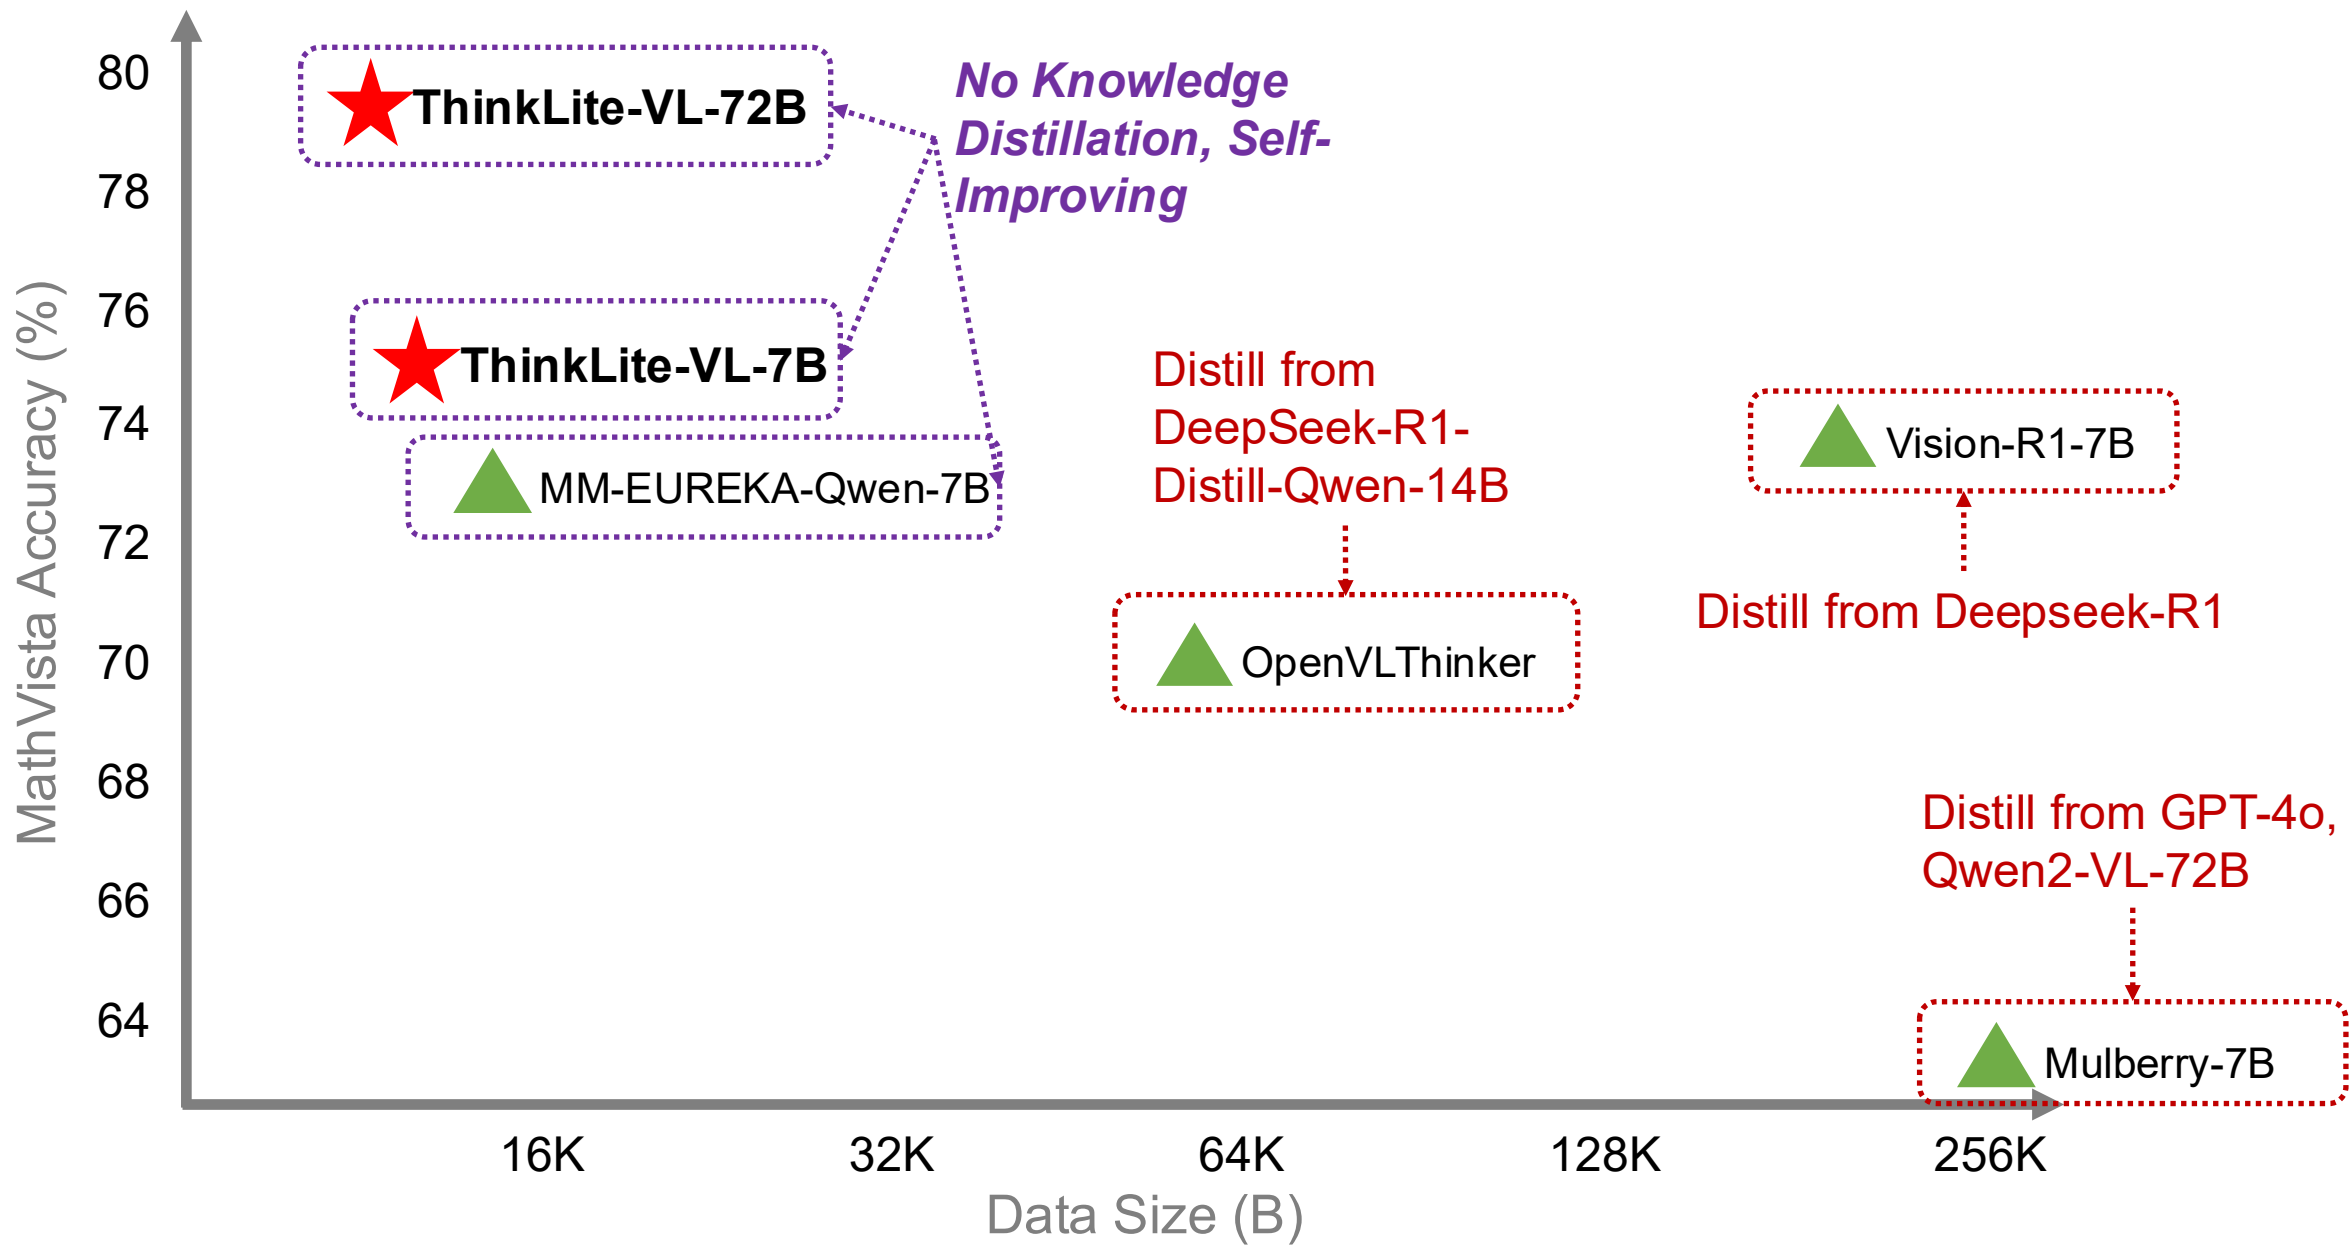 80
78
76
74
72
70
68
66
64
MathVista Accuracy (%)
ThinkLite-VL-72B
No Knowledge
Distillation, Self-
Improving
ThinkLite-VL-7B
MM-EUREKA-Qwen-7B
Distill from
DeepSeek-R1-
Distill-Qwen-14B
OpenVLThinker
Vision-R1-7B
Distill from Deepseek-R1
Distill from GPT-4o,
Qwen2-VL-72B
Mulberry-7B
16K
32K
64K
128K
256K
Data Size (B)